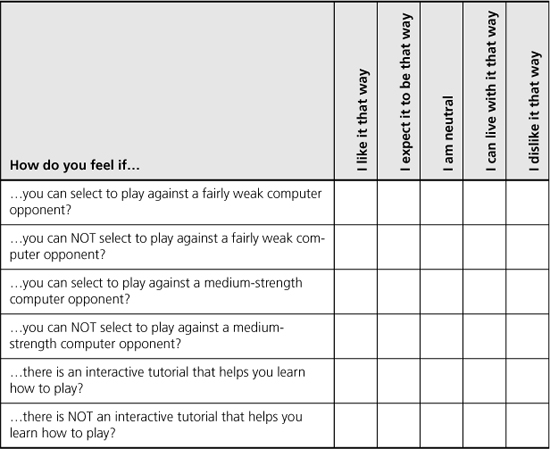 How do you feel if...
I like it that way
I expect it to be that way
I am neutral
I can live with it that way
I dislike it that way
...you can select to play against a fairly weak computer
opponent?
...you can NOT select to play against a fairly weak com-
puter opponent?
...you can select to play against a medium-strength
computer opponent?
...you can NOT select to play against a medium-
strength computer opponent?
...there is an interactive tutorial that helps you learn
how to play?
...there is NOT an interactive tutorial that helps you
learn how to play?